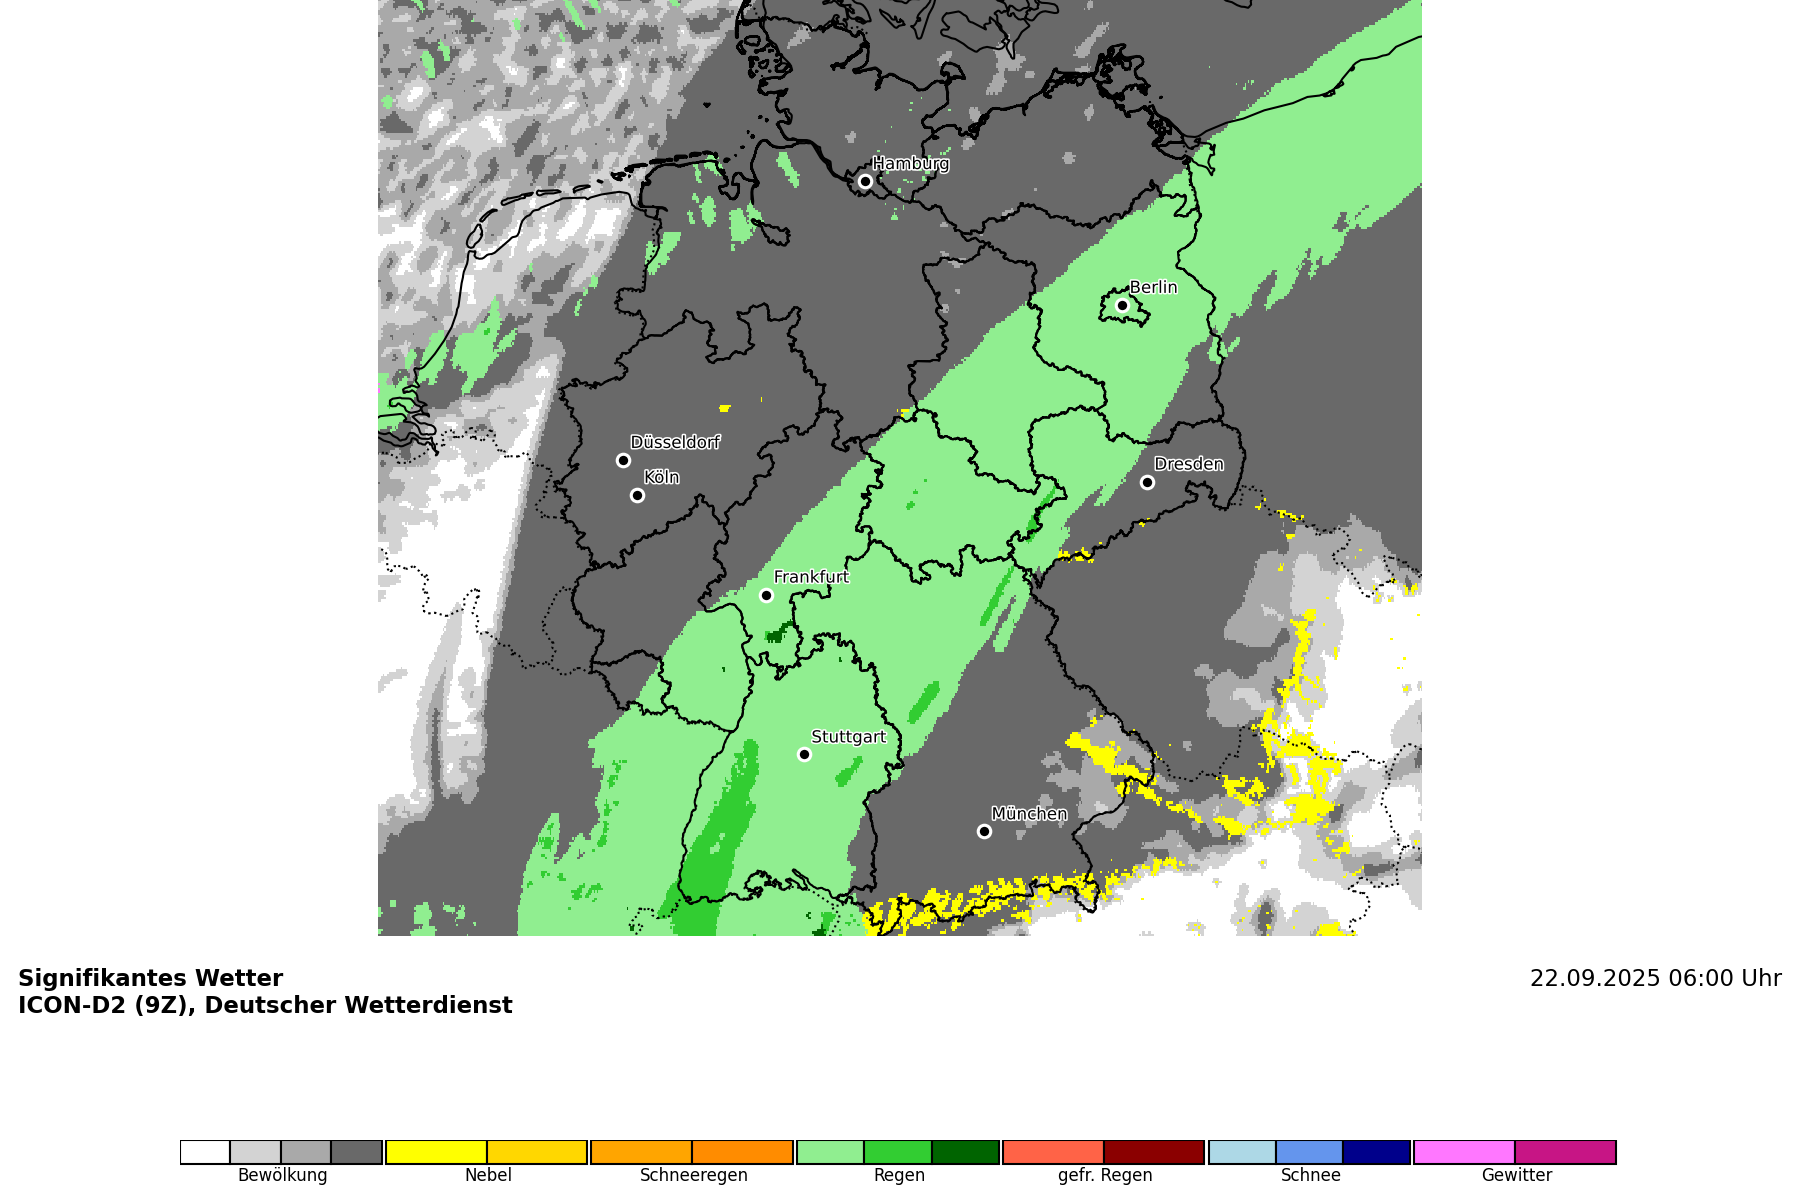 Hamburg
Berlin
Düsseldorf
Köln
Dresden
Frankfurt
Stuttgart
München
Signifikantes Wetter
ICON-D2 (9Z), Deutscher Wetterdienst
22.09.2025 06:00 Uhr
Bewölkung Nebel Schneeregen Regen gefr. Regen Schnee Gewitter